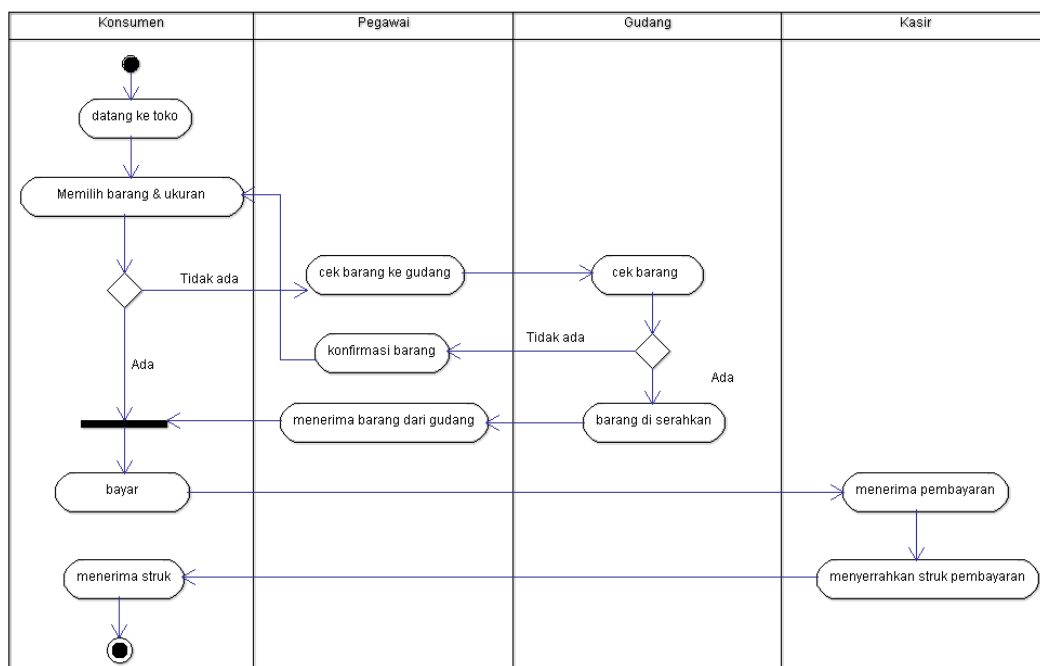 Konsumen
Pegawai
Gudang
Kasir
datang ke toko
Memilih barang & ukuran
Tidak ada
cek barang ke gudang
cek barang
konfirmasi barang
Tidak ada
Ada
Ada
menerima barang dari gudang
barang di serahkan
bayar
menerima pembayaran
menerima struk
menyerrahkan struk pembayaran